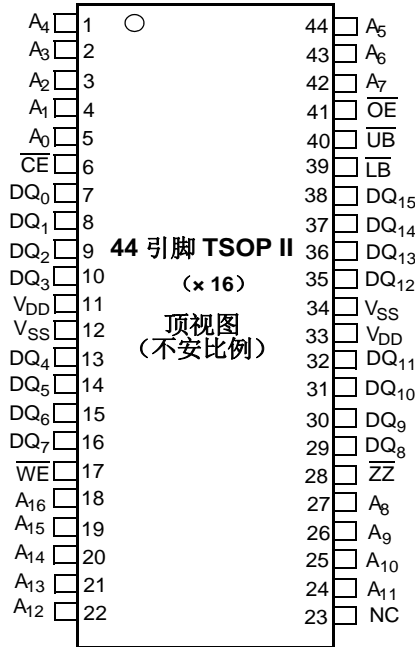 A4 1 44 A5
A3 2 43 A6
A2 3 42 A7
A1 4 41 OE
A0 5 40 UB
CE 6 39 LB
DQ0 7 38 DQ15
DQ1 8 37 DQ14
DQ2 9 44 引脚 TSOP II 36 DQ13
DQ3 10 (× 16) 35 DQ12
VDD 11 34 VSS
VSS 12 顶视图 33 VDD
DQ4 13 (不安比例) 32 DQ11
DQ5 14 31 DQ10
DQ6 15 30 DQ9
DQ7 16 29 DQ8
WE 17 28 ZZ
A16 18 27 A8
A15 19 26 A9
A14 20 25 A10
A13 21 24 A11
A12 22 23 NC